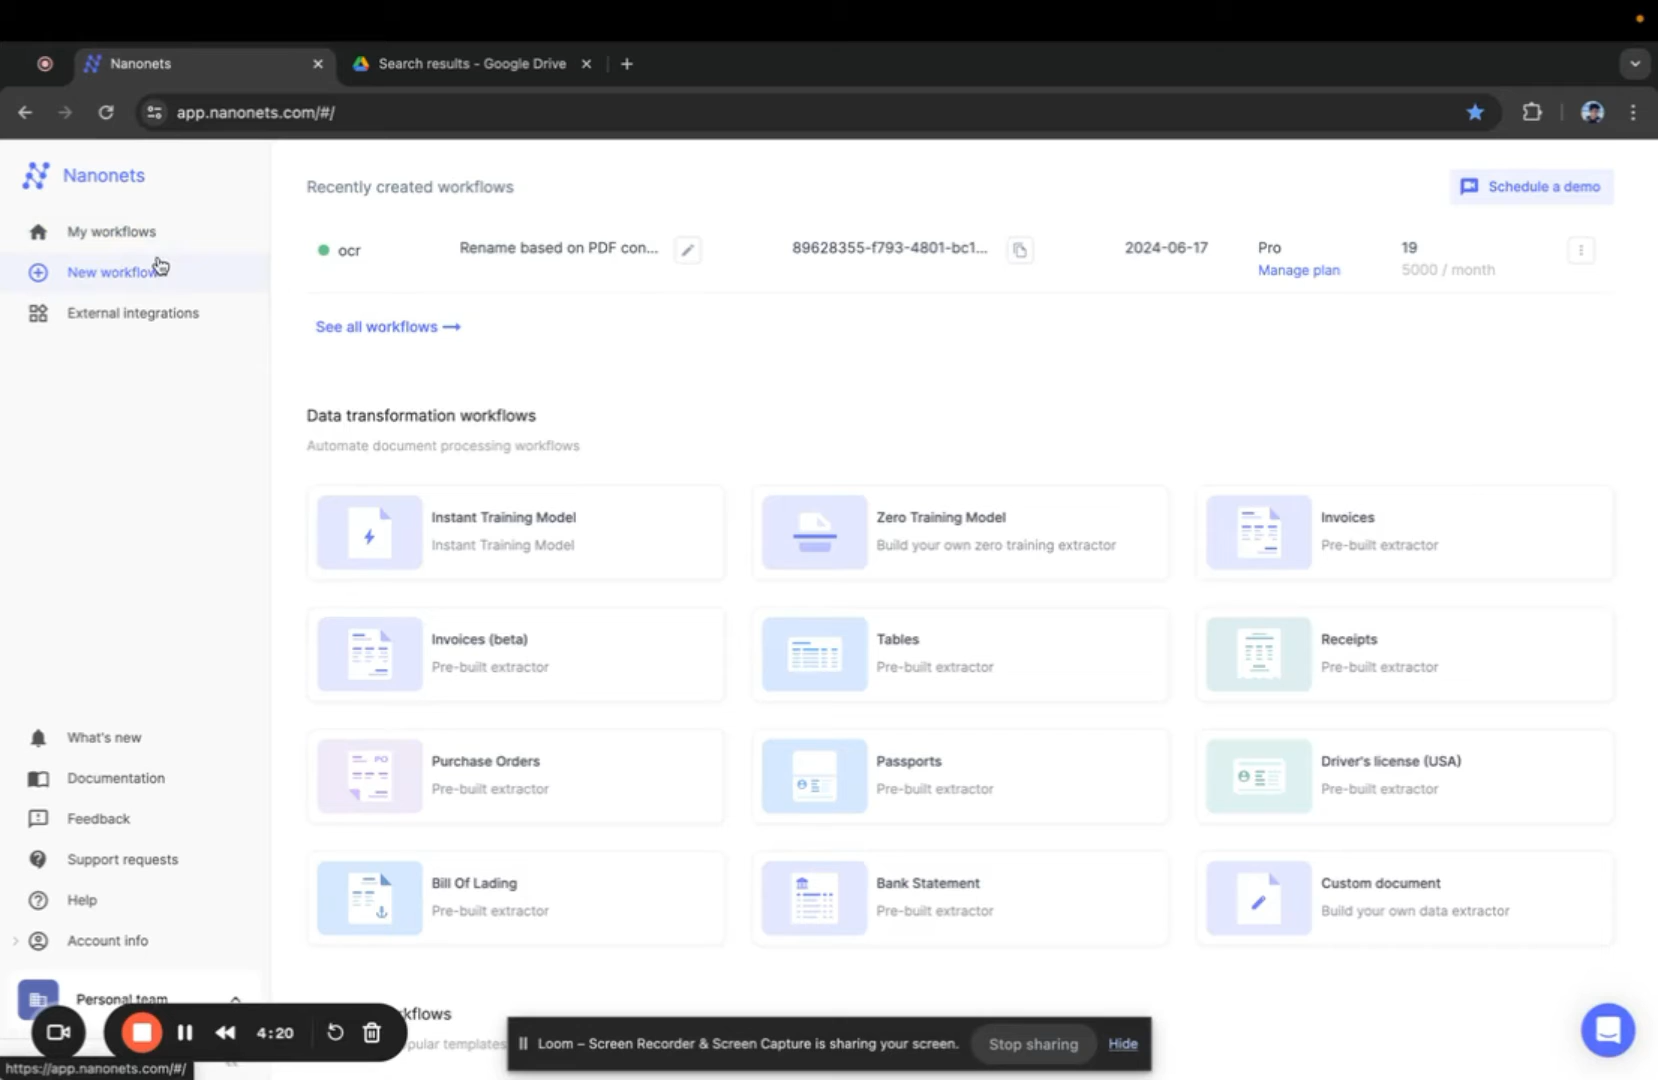 Nanonets
Search results - Google Drive
app.nanonets.com/#/
Nanonets
My workflows
New workflow
External integrations
What's new
Documentation
Feedback
Support requests
Help
Account info
Personal team
Recently created workflows
Schedule a demo
ocr
Rename based on PDF con...
89628355-f793-4801-bc1...
2024-06-17
Pro
19
Manage plan
5000 / month
See all workflows
Data transformation workflows
Automate document processing workflows
Instant Training Model
Instant Training Model
Zero Training Model
Build your own zero training extractor
Invoices
Pre-built extractor
Invoices (beta)
Pre-built extractor
Tables
Pre-built extractor
Receipts
Pre-built extractor
Purchase Orders
Pre-built extractor
PO
Passports
Pre-built extractor
Driver's license (USA)
Pre-built extractor
Bill Of Lading
Pre-built extractor
Bank Statement
Pre-built extractor
Custom document
Build your own data extractor
kflows
pular templates
4:20
Loom – Screen Recorder & Screen Capture is sharing your screen.
Stop sharing
Hide
https://app.nanonets.com/#/